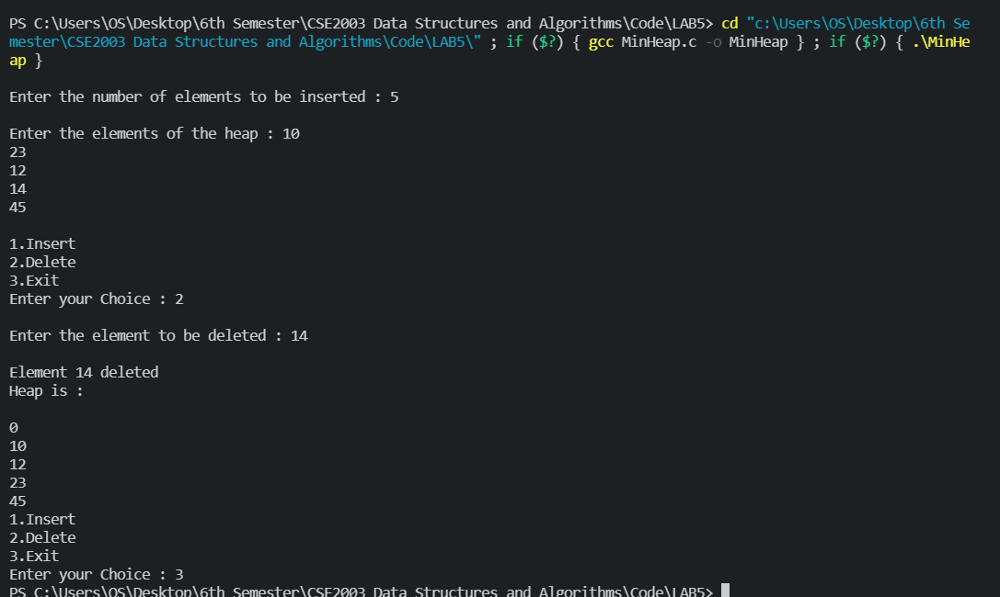 PS C:\Users\OS\Desktop\6th Semester\CSE2003 Data Structures and Algorithms\Code\LAB5> cd "c:\Users\OS\Desktop\6th Se
mester\CSE2003 Data Structures and Algorithms\Code\LAB5\" ; if ($?) { gcc MinHeap.c -o MinHeap } ; if ($?) { .\MinHe
ap }
Enter the number of elements to be inserted : 5
Enter the elements of the heap : 10
23
12
14
45
1.Insert
2.Delete
3.Exit
Enter your Choice : 2
Enter the element to be deleted : 14
Element 14 deleted
Heap is :
0
10
12
23
45
1.Insert
2.Delete
3.Exit
Enter your Choice : 3
PS C:\Users\OS\Desktop\6th Semester\CSE2003 Data Structures and Algorithms\Code\LAB5>